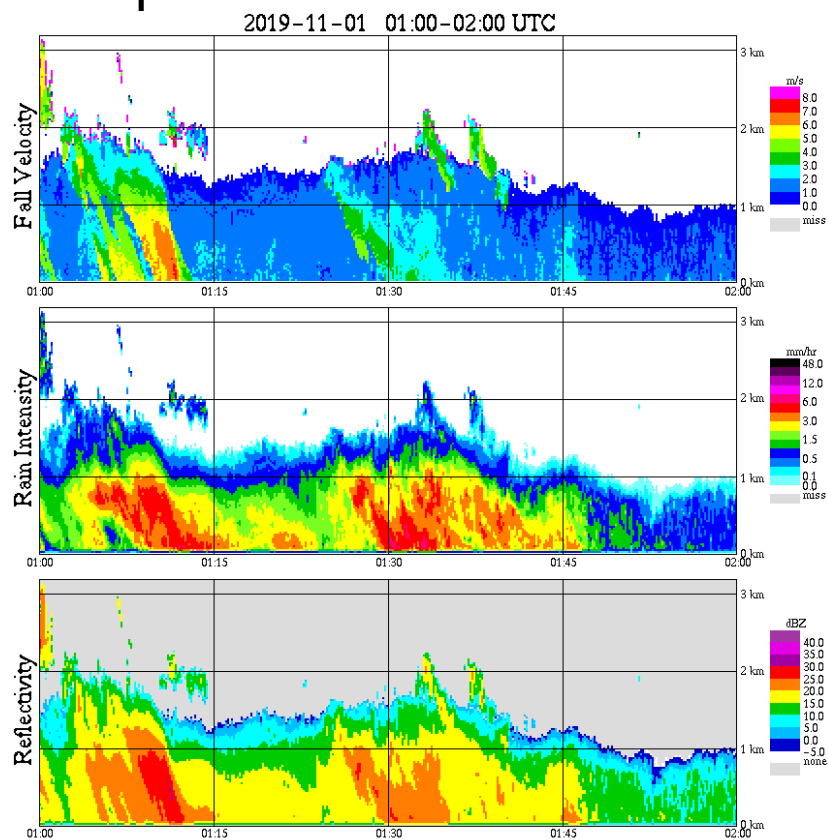 2019-11-01 01:00-02:00 UTC
Fall Velocity
3 km
2 km
1 km
0 km
01:00 01:15 01:30 01:45 02:00
m/s
8.0
7.0
6.0
5.0
4.0
3.0
2.0
1.0
0.0
miss
Rain Intensity
3 km
2 km
1 km
0 km
01:00 01:15 01:30 01:45 02:00
mm/hr
48.0
12.0
6.0
3.0
1.5
0.5
0.1
0.0
miss
Reflectivity
3 km
2 km
1 km
0 km
01:00 01:15 01:30 01:45 02:00
dBZ
40.0
35.0
30.0
25.0
20.0
15.0
10.0
5.0
0.0
-5.0
none